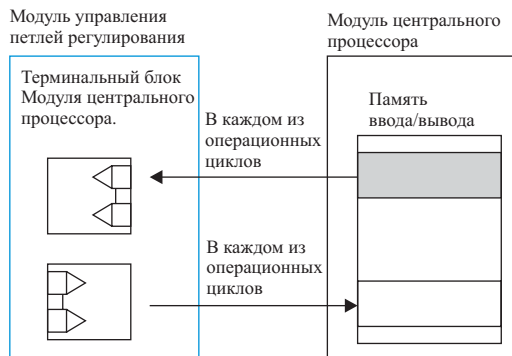 Модуль управления
петлей регулирования
Модуль центрального
процессора
Терминальный блок
Модуля центрального
процессора.
В каждом из
операционных
циклов
Память
ввода/вывода
В каждом из
операционных
циклов